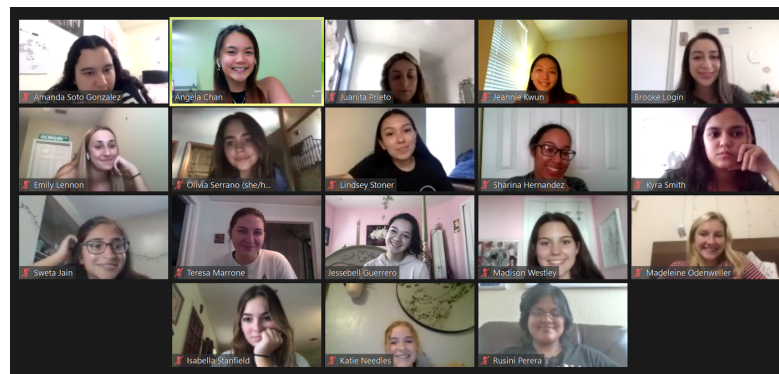 Amanda Soto Gonzalez
Angela Chan
Juanita Prieto
Jeannie Kwun
Brooke Login
Emily Lennon
Olivia Serrano (she/h...
Lindsey Stoner
Sharina Hernandez
Kyra Smith
Sweta Jain
Teresa Marrone
Jessebell Guerrero
Madison Westley
Madeleine Odenweller
Isabella Stanfield
Katie Needles
Rusini Perera